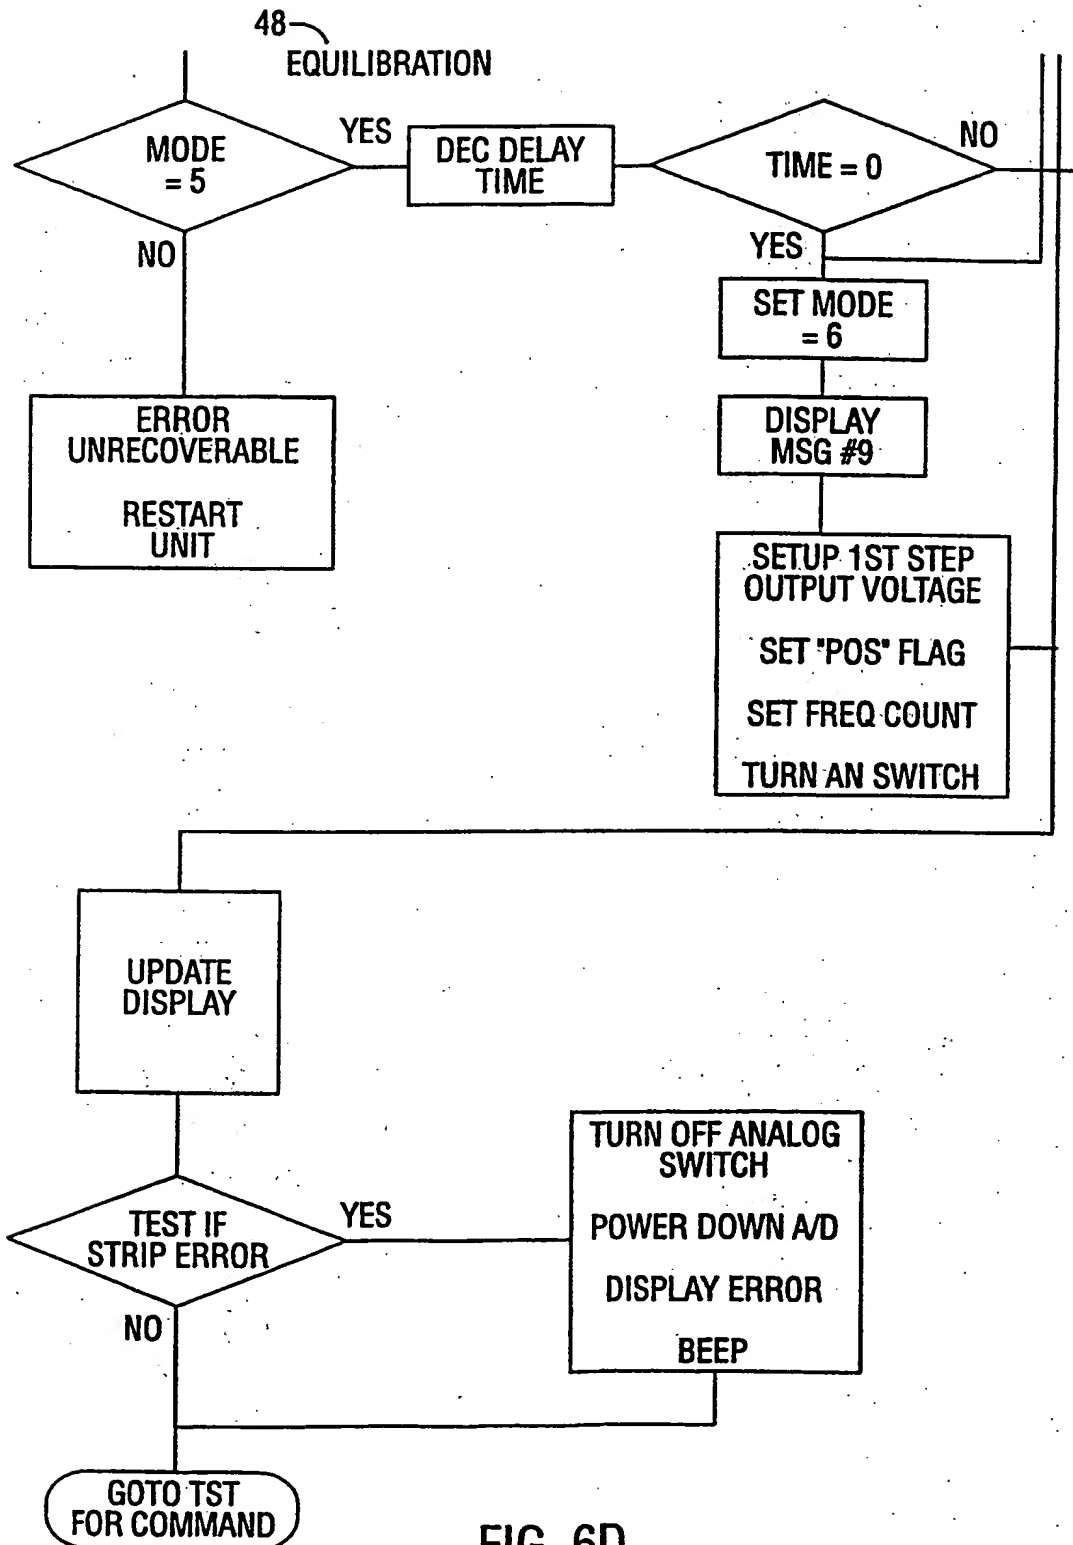 48
EQUILIBRATION
MODE
= 5
YES
DEC DELAY
TIME
TIME = 0
NO
NO
YES
SET MODE
= 6
DISPLAY
MSG #9
ERROR
UNRECOVERABLE
RESTART
UNIT
SETUP 1ST STEP
OUTPUT VOLTAGE
SET "POS" FLAG
SET FREQ COUNT
TURN AN SWITCH
UPDATE
DISPLAY
TEST IF
STRIP ERROR
YES
NO
TURN OFF ANALOG
SWITCH
POWER DOWN A/D
DISPLAY ERROR
BEEP
GOTO TST
FOR COMMAND
FIG. 6D